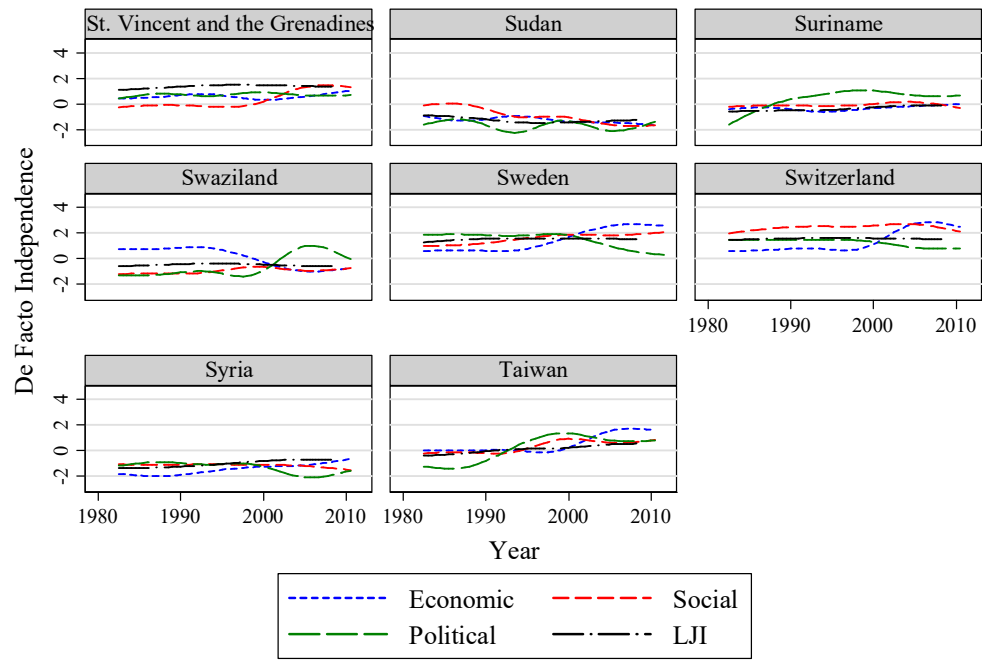 St. Vincent and the Grenadines
Sudan
Suriname
4
2
0
-2
Swaziland
Sweden
Switzerland
4
2
0
-2
1980 1990 2000 2010
Syria
Taiwan
4
2
0
-2
1980 1990 2000 2010
1980 1990 2000 2010
De Facto Independence
Year
Economic
Social
Political
LJI